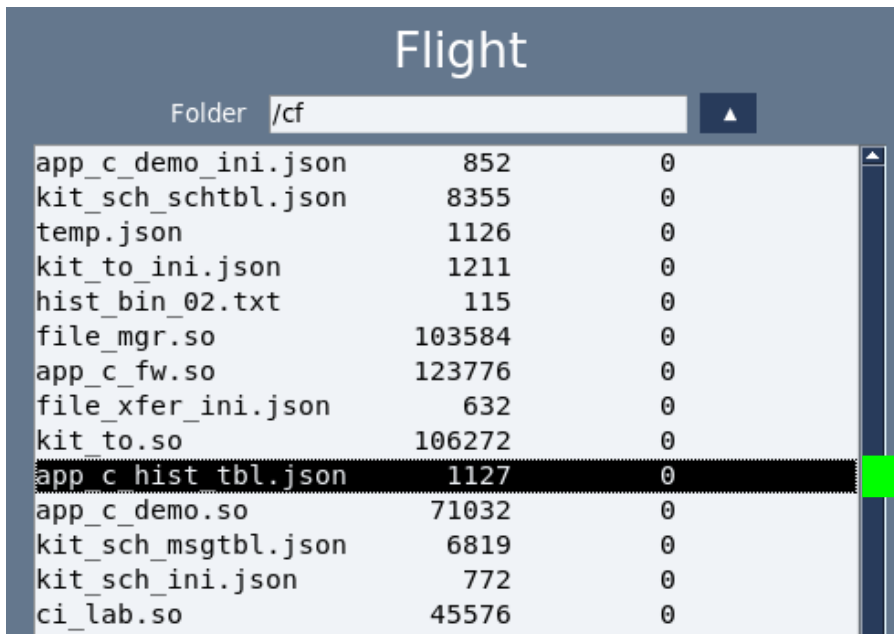 Flight
Folder /cf ▲
app_c_demo_ini.json 852 0
kit_sch_schtbl.json 8355 0
temp.json 1126 0
kit_to_ini.json 1211 0
hist_bin_02.txt 115 0
file_mgr.so 103584 0
app_c_fw.so 123776 0
file_xfer_ini.json 632 0
kit_to.so 106272 0
app_c_hist_tbl.json 1127 0
app_c_demo.so 71032 0
kit_sch_msgtbl.json 6819 0
kit_sch_ini.json 772 0
ci_lab.so 45576 0